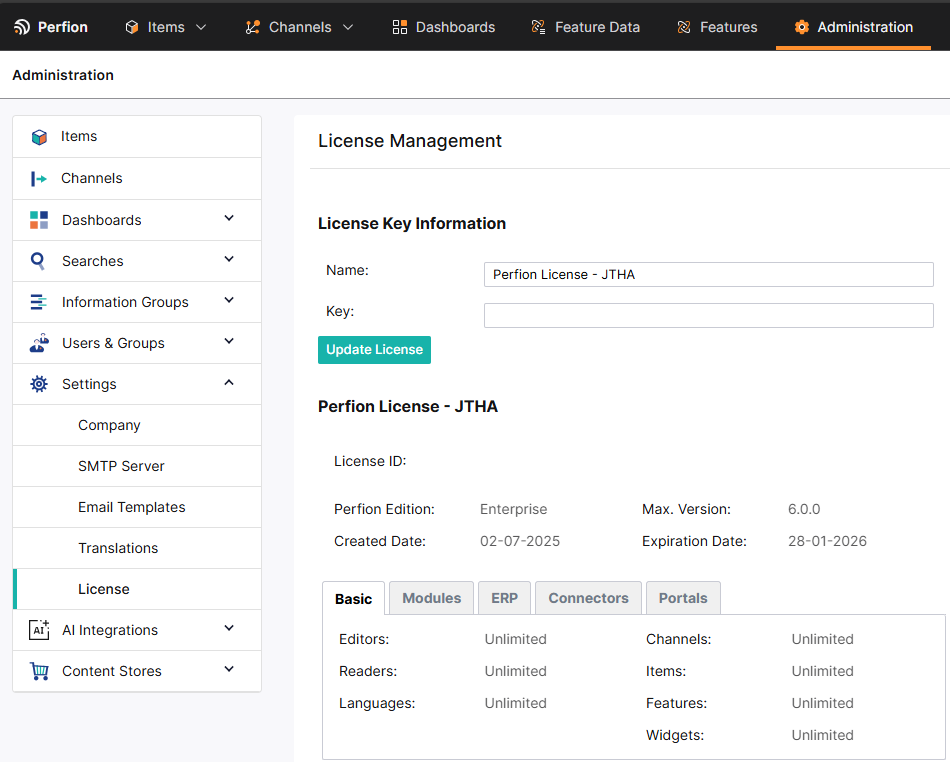 Perfion Items Channels Dashboards Feature Data Features Administration
Administration
Items
Channels
Dashboards
Searches
Information Groups
Users & Groups
Settings
Company
SMTP Server
Email Templates
Translations
License
AI Integrations
Content Stores
License Management
License Key Information
Name: Perfion License - JTHA
Key:
Update License
Perfion License - JTHA
License ID:
Perfion Edition: Enterprise Max. Version: 6.0.0
Created Date: 02-07-2025 Expiration Date: 28-01-2026
Basic Modules ERP Connectors Portals
Editors: Unlimited Channels: Unlimited
Readers: Unlimited Items: Unlimited
Languages: Unlimited Features: Unlimited
Widgets: Unlimited